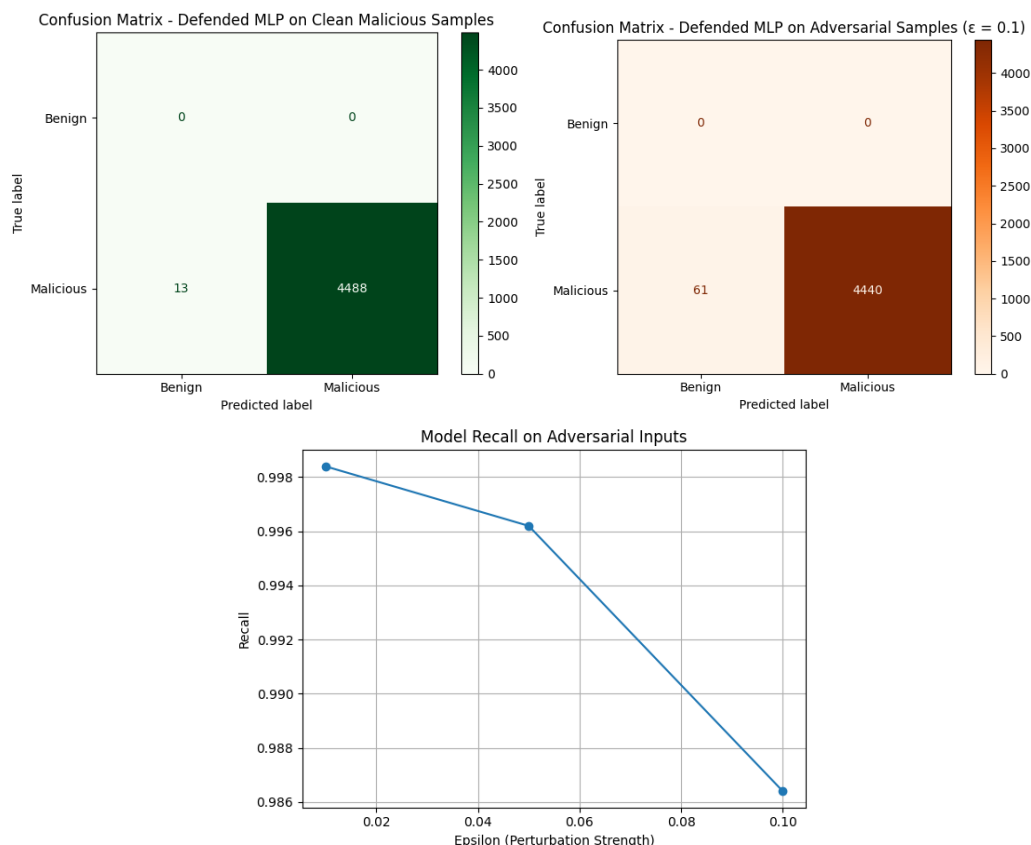 Confusion Matrix - Defended MLP on Clean Malicious Samples
True label
Benign
Malicious
0 0
13 4488
Benign Malicious
Predicted label
4000
3500
3000
2500
2000
1500
1000
500
0
Confusion Matrix - Defended MLP on Adversarial Samples (ε = 0.1)
True label
Benign
Malicious
0 0
61 4440
Benign Malicious
Predicted label
4000
3500
3000
2500
2000
1500
1000
500
0
Model Recall on Adversarial Inputs
Recall
0.998
0.996
0.994
0.992
0.990
0.988
0.986
0.02 0.04 0.06 0.08 0.10
Epsilon (Perturbation Strength)